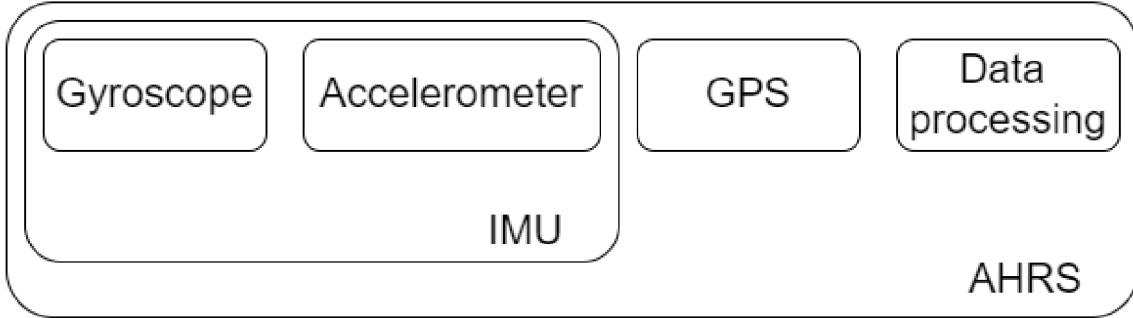 Gyroscope
Accelerometer
GPS
Data
processing
IMU
AHRS